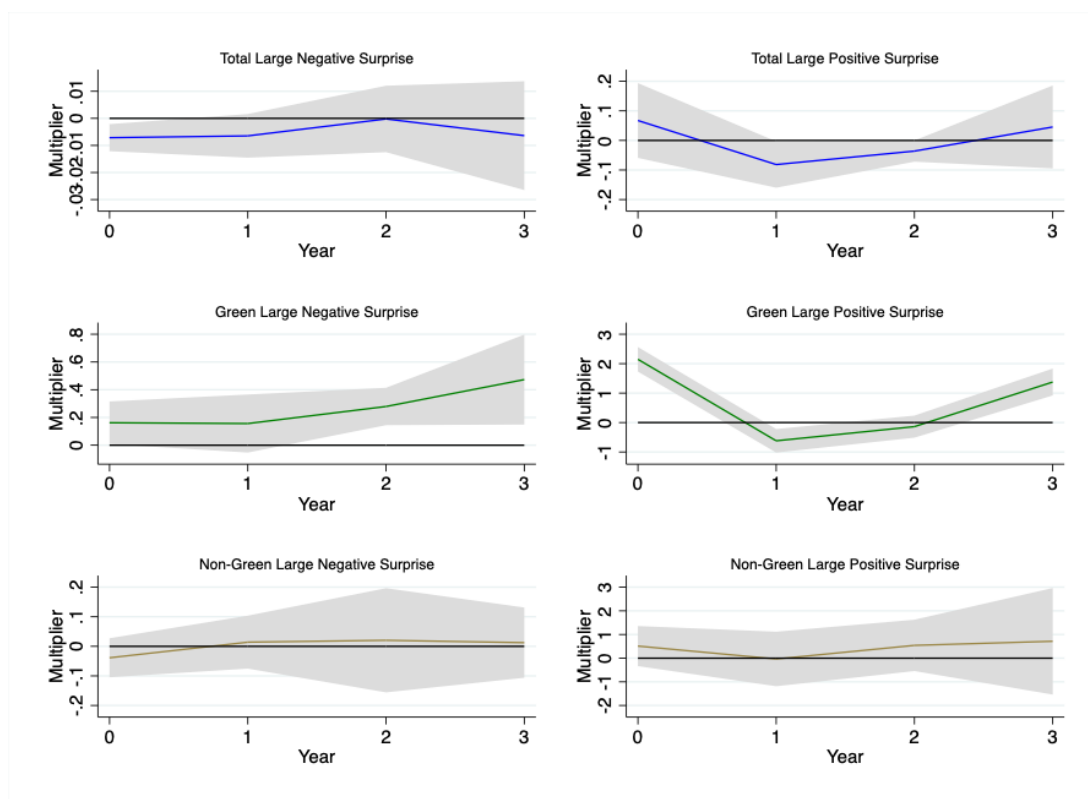 Total Large Negative Surprise
Multiplier
.01
0
-.01
-.02
-.03
0 1 2 3
Year
Total Large Positive Surprise
Multiplier
.2
.1
0
-.1
-.2
0 1 2 3
Year
Green Large Negative Surprise
Multiplier
.8
.6
.4
.2
0
0 1 2 3
Year
Green Large Positive Surprise
Multiplier
3
2
1
0
-1
0 1 2 3
Year
Non-Green Large Negative Surprise
Multiplier
.2
.1
0
-.1
-.2
0 1 2 3
Year
Non-Green Large Positive Surprise
Multiplier
3
2
1
0
-1
-2
0 1 2 3
Year